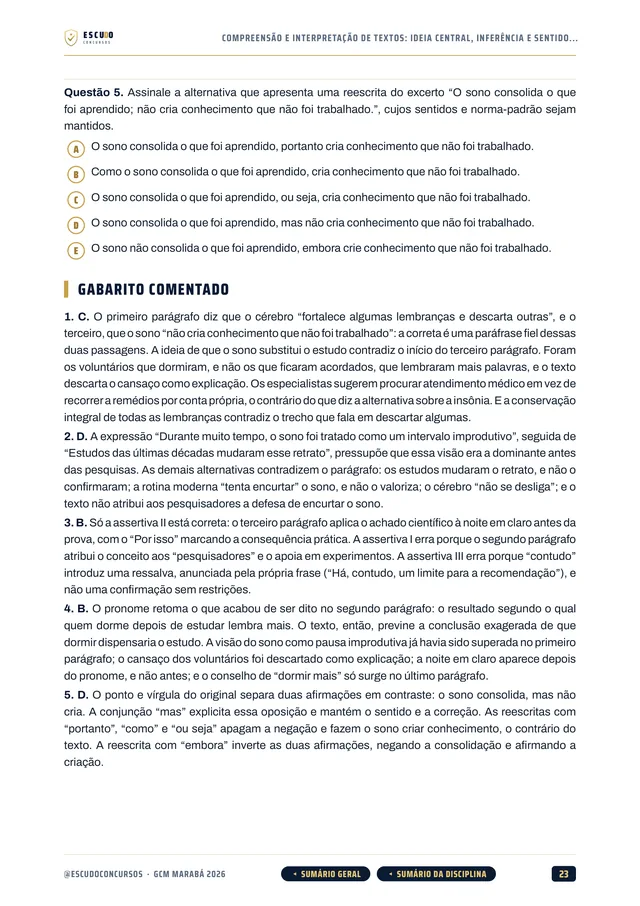 ESCUDO
CONCURSOS
COMPREENSÃO E INTERPRETAÇÃO DE TEXTOS: IDEIA CENTRAL, INFERÊNCIA E SENTIDO...
Questão 5. Assinale a alternativa que apresenta uma reescrita do excerto “O sono consolida o que
foi aprendido; não cria conhecimento que não foi trabalhado.”, cujos sentidos e norma-padrão sejam
mantidos.
A O sono consolida o que foi aprendido, portanto cria conhecimento que não foi trabalhado.
B Como o sono consolida o que foi aprendido, cria conhecimento que não foi trabalhado.
C O sono consolida o que foi aprendido, ou seja, cria conhecimento que não foi trabalhado.
D O sono consolida o que foi aprendido, mas não cria conhecimento que não foi trabalhado.
E O sono não consolida o que foi aprendido, embora crie conhecimento que não foi trabalhado.
GABARITO COMENTADO
1. C. O primeiro parágrafo diz que o cérebro “fortalece algumas lembranças e descarta outras”, e o
terceiro, que o sono “não cria conhecimento que não foi trabalhado”: a correta é uma paráfrase fiel dessas
duas passagens. A ideia de que o sono substitui o estudo contradiz o início do terceiro parágrafo. Foram
os voluntários que dormiram, e não os que ficaram acordados, que lembraram mais palavras, e o texto
descarta o cansaço como explicação. Os especialistas sugerem procurar atendimento médico em vez de
recorrer a remédios por conta própria, o contrário do que diz a alternativa sobre a insônia. E a conservação
integral de todas as lembranças contradiz o trecho que fala em descartar algumas.
2. D. A expressão “Durante muito tempo, o sono foi tratado como um intervalo improdutivo”, seguida de
“Estudos das últimas décadas mudaram esse retrato”, pressupõe que essa visão era a dominante antes
das pesquisas. As demais alternativas contradizem o parágrafo: os estudos mudaram o retrato, e não o
confirmaram; a rotina moderna “tenta encurtar” o sono, e não o valoriza; o cérebro “não se desliga”; e o
texto não atribui aos pesquisadores a defesa de encurtar o sono.
3. B. Só a assertiva II está correta: o terceiro parágrafo aplica o achado científico à noite em claro antes da
prova, com o “Por isso” marcando a consequência prática. A assertiva I erra porque o segundo parágrafo
atribui o conceito aos “pesquisadores” e o apoia em experimentos. A assertiva III erra porque “contudo”
introduz uma ressalva, anunciada pela própria frase (“Há, contudo, um limite para a recomendação”), e
não uma confirmação sem restrições.
4. B. O pronome retoma o que acabou de ser dito no segundo parágrafo: o resultado segundo o qual
quem dorme depois de estudar lembra mais. O texto, então, previne a conclusão exagerada de que
dormir dispensaria o estudo. A visão do sono como pausa improdutiva já havia sido superada no primeiro
parágrafo; o cansaço dos voluntários foi descartado como explicação; a noite em claro aparece depois
do pronome, e não antes; e o conselho de “dormir mais” só surge no último parágrafo.
5. D. O ponto e vírgula do original separa duas afirmações em contraste: o sono consolida, mas não
cria. A conjunção “mas” explicita essa oposição e mantém o sentido e a correção. As reescritas com
“portanto”, “como” e “ou seja” apagam a negação e fazem o sono criar conhecimento, o contrário do
texto. A reescrita com “embora” inverte as duas afirmações, negando a consolidação e afirmando a
criação.
@ESCUDOCONCURSOS · GCM MARABÁ 2026
SUMÁRIO GERAL
SUMÁRIO DA DISCIPLINA
23